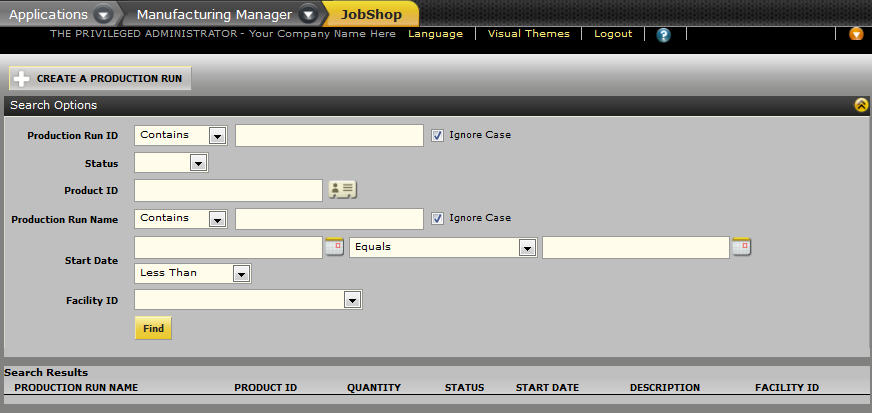 Applications Manufacturing Manager JobShop
THE PRIVILEGED ADMINISTRATOR - Your Company Name Here Language Visual Themes Logout ?
CREATE A PRODUCTION RUN
Search Options
Production Run ID Contains Ignore Case
Status
Product ID
Production Run Name Contains Ignore Case
Start Date Equals
Less Than
Facility ID
Find
Search Results
PRODUCTION RUN NAME PRODUCT ID QUANTITY STATUS START DATE DESCRIPTION FACILITY ID